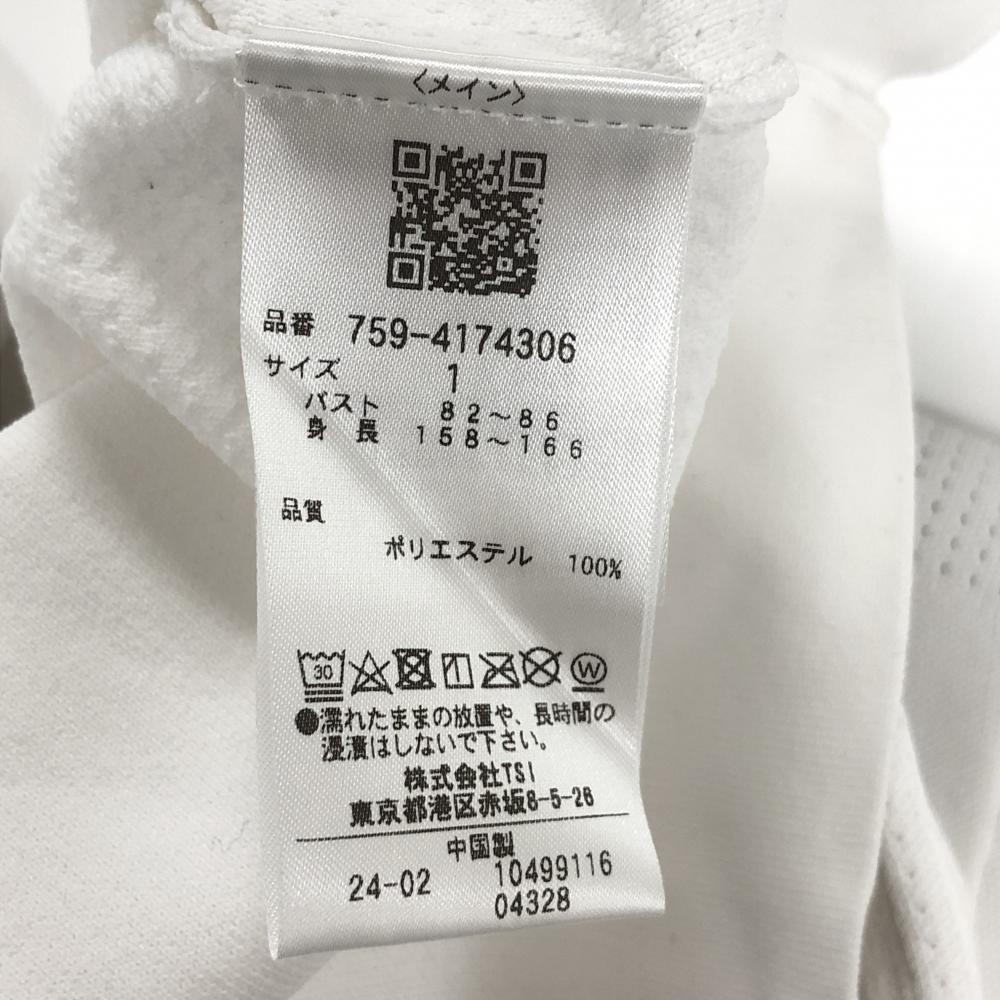 〈メイン〉
品番 759-4174306
サイズ 1
バスト 82～86
身長 158～166
品質
ポリエステル 100%
30 W
●濡れたままの放置や、長時間の
浸漬はしないで下さい。
株式会社TSI
東京都港区赤坂8-5-26
中国製
24-02 10499116
04328